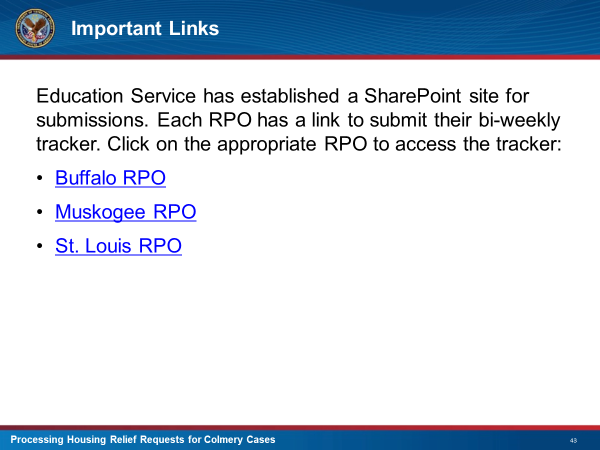 Important Links
Education Service has established a SharePoint site for
submissions. Each RPO has a link to submit their bi-weekly
tracker. Click on the appropriate RPO to access the tracker:
• Buffalo RPO
• Muskogee RPO
• St. Louis RPO
Processing Housing Relief Requests for Colmery Cases
43